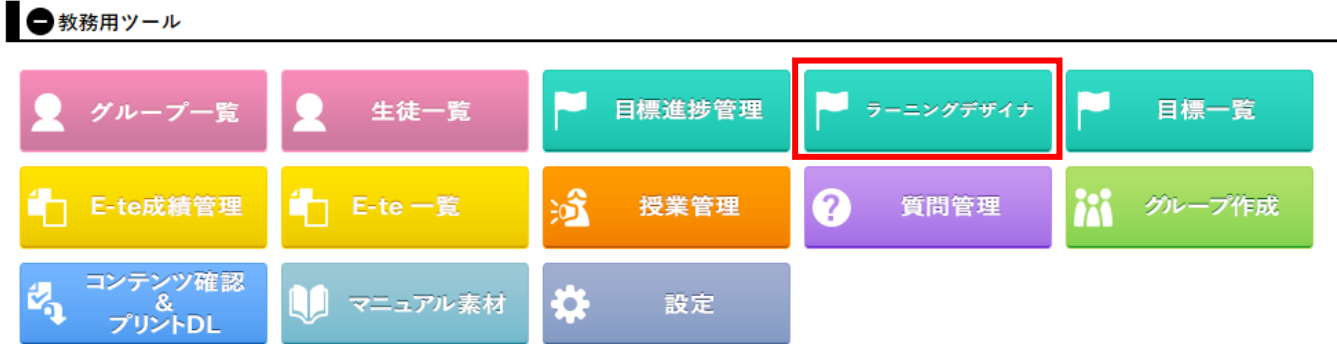 教務用ツール
グループ一覧
生徒一覧
目標進捗管理
ラーニングデザイナ
目標一覧
E-te成績管理
E-te 一覧
授業管理
質問管理
グループ作成
コンテンツ確認
&
プリントDL
マニュアル素材
設定